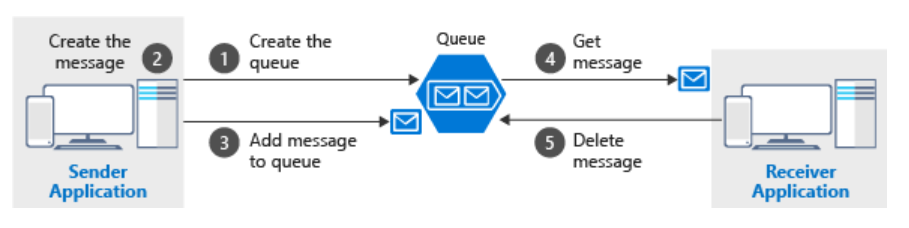 Create the
message
2
1
Create the
queue
Queue
4
Get
message
3
Add message
to queue
5
Delete
message
Sender
Application
Receiver
Application